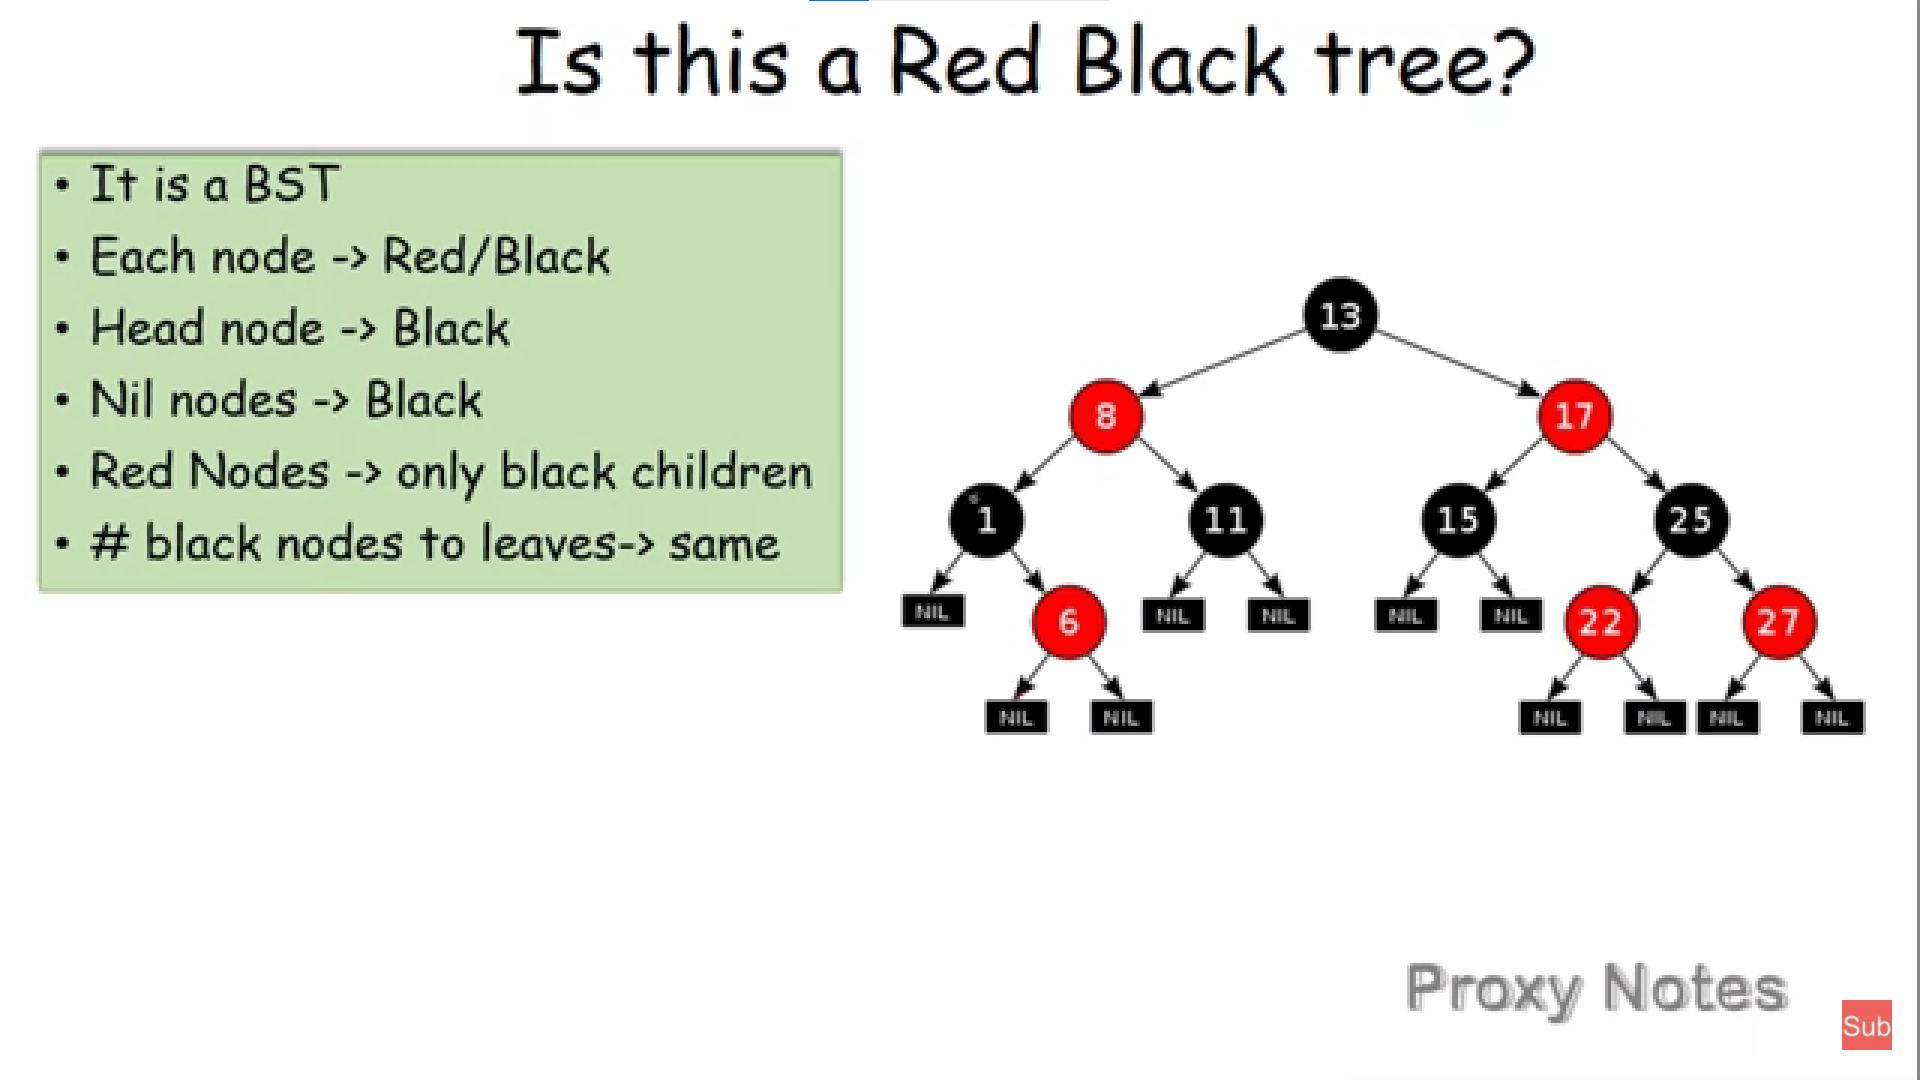 Is this a Red Black tree?
• It is a BST
• Each node -> Red/Black
• Head node -> Black
• Nil nodes -> Black
• Red Nodes -> only black children
• # black nodes to leaves-> same
13
8 17
1 11 15 25
NIL 6 NIL NIL NIL NIL 22 27
NIL NIL NIL NIL NIL NIL
Proxy Notes
Sub